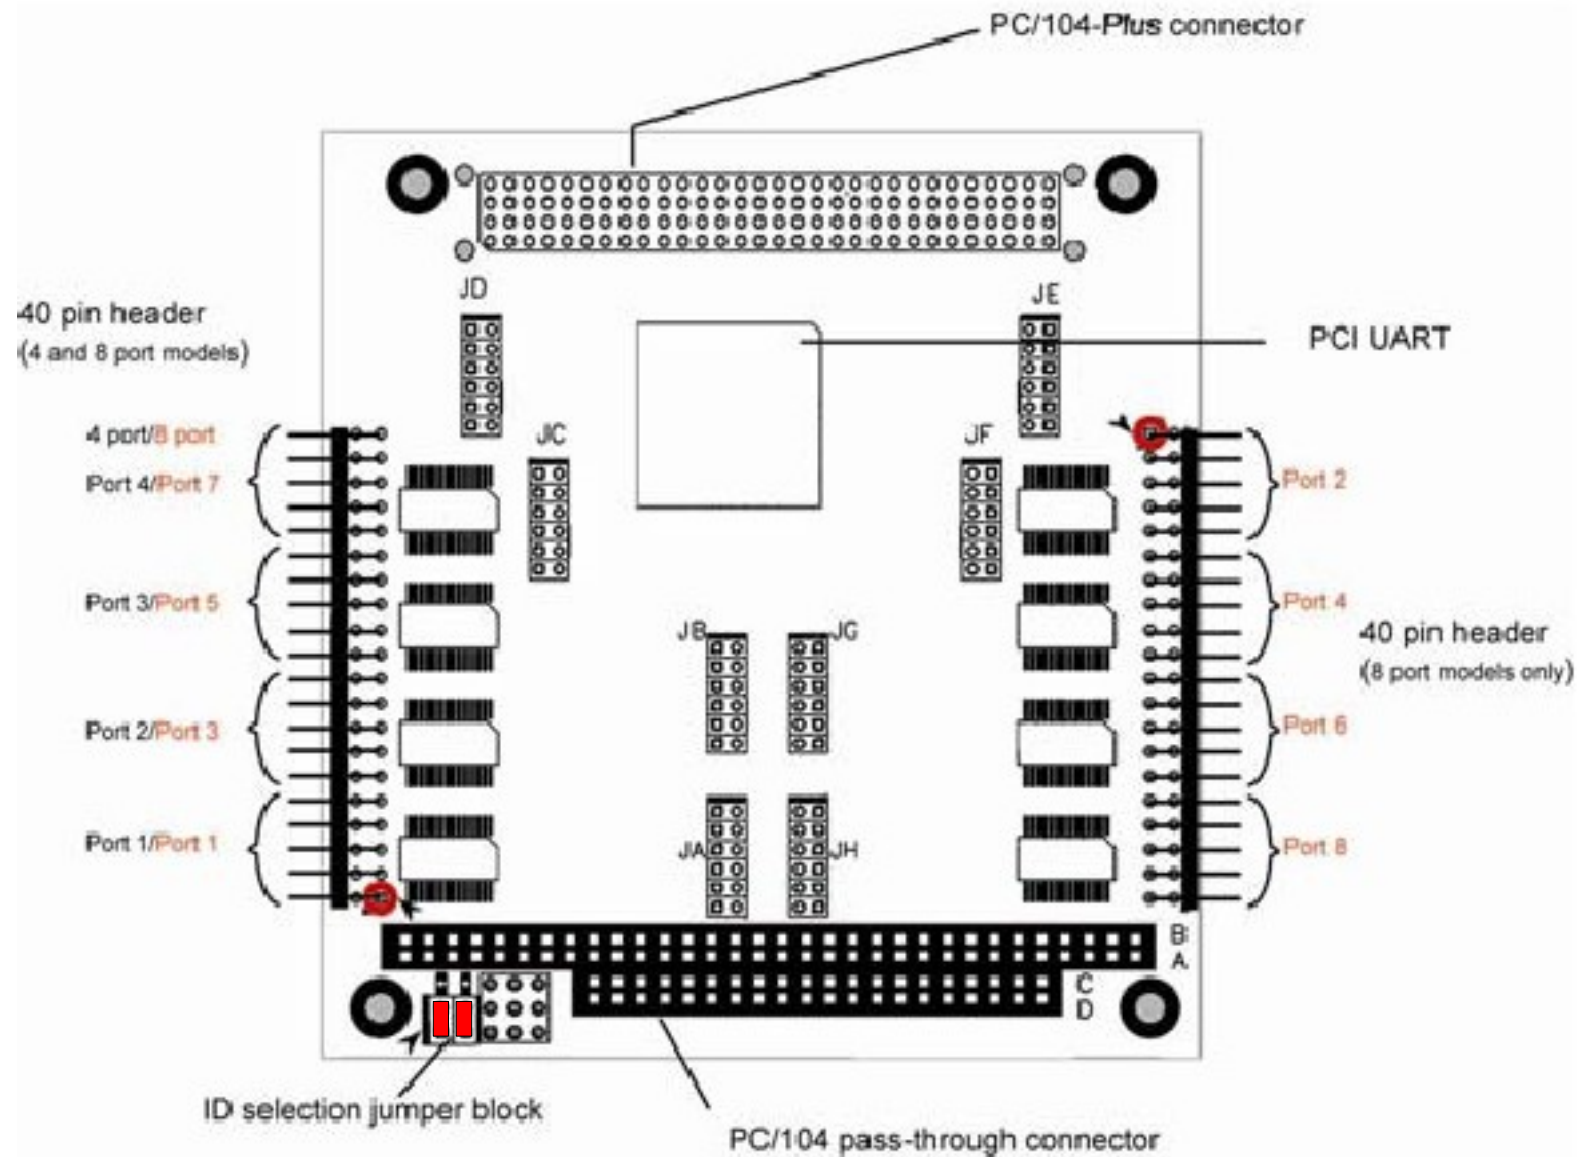 PC/104-Plus connector
JD
JE
40 pin header
(4 and 8 port models)
PCI UART
4 port/8 port
JC
JF
Port 4/Port 7
Port 2
Port 3/Port 5
Port 4
JB
JG
40 pin header
(8 port models only)
Port 2/Port 3
Port 6
Port 1/Port 1
JA
JH
Port 8
B
A
C
D
ID selection jumper block
PC/104 pass-through connector